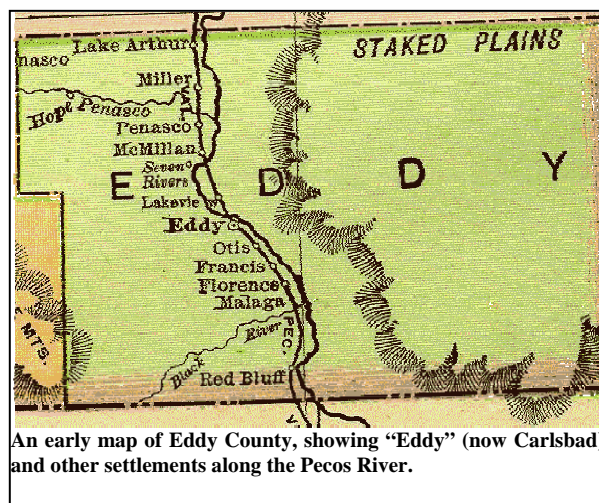 Lake Arthur
STAKED PLAINS
nasco
Miller
Hope Penasco
VAL.
Penasco
McMillan
Seven
Rivers
E D D Y
Lakevie
Eddy
Otis
Francis
Florence
Malaga
River
PEC.
Black
MTS.
Red Bluff
An early map of Eddy County, showing “Eddy” (now Carlsbad)
and other settlements along the Pecos River.